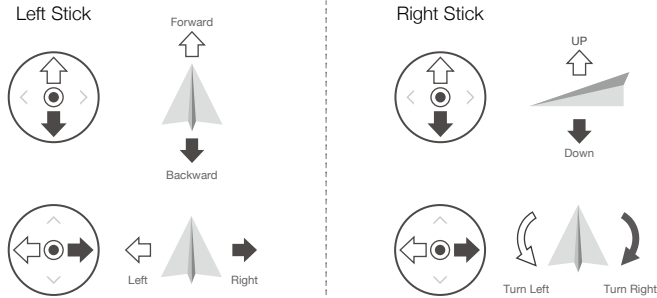 Left Stick
Forward
Backward
Left
Right
Right Stick
UP
Down
Turn Left
Turn Right